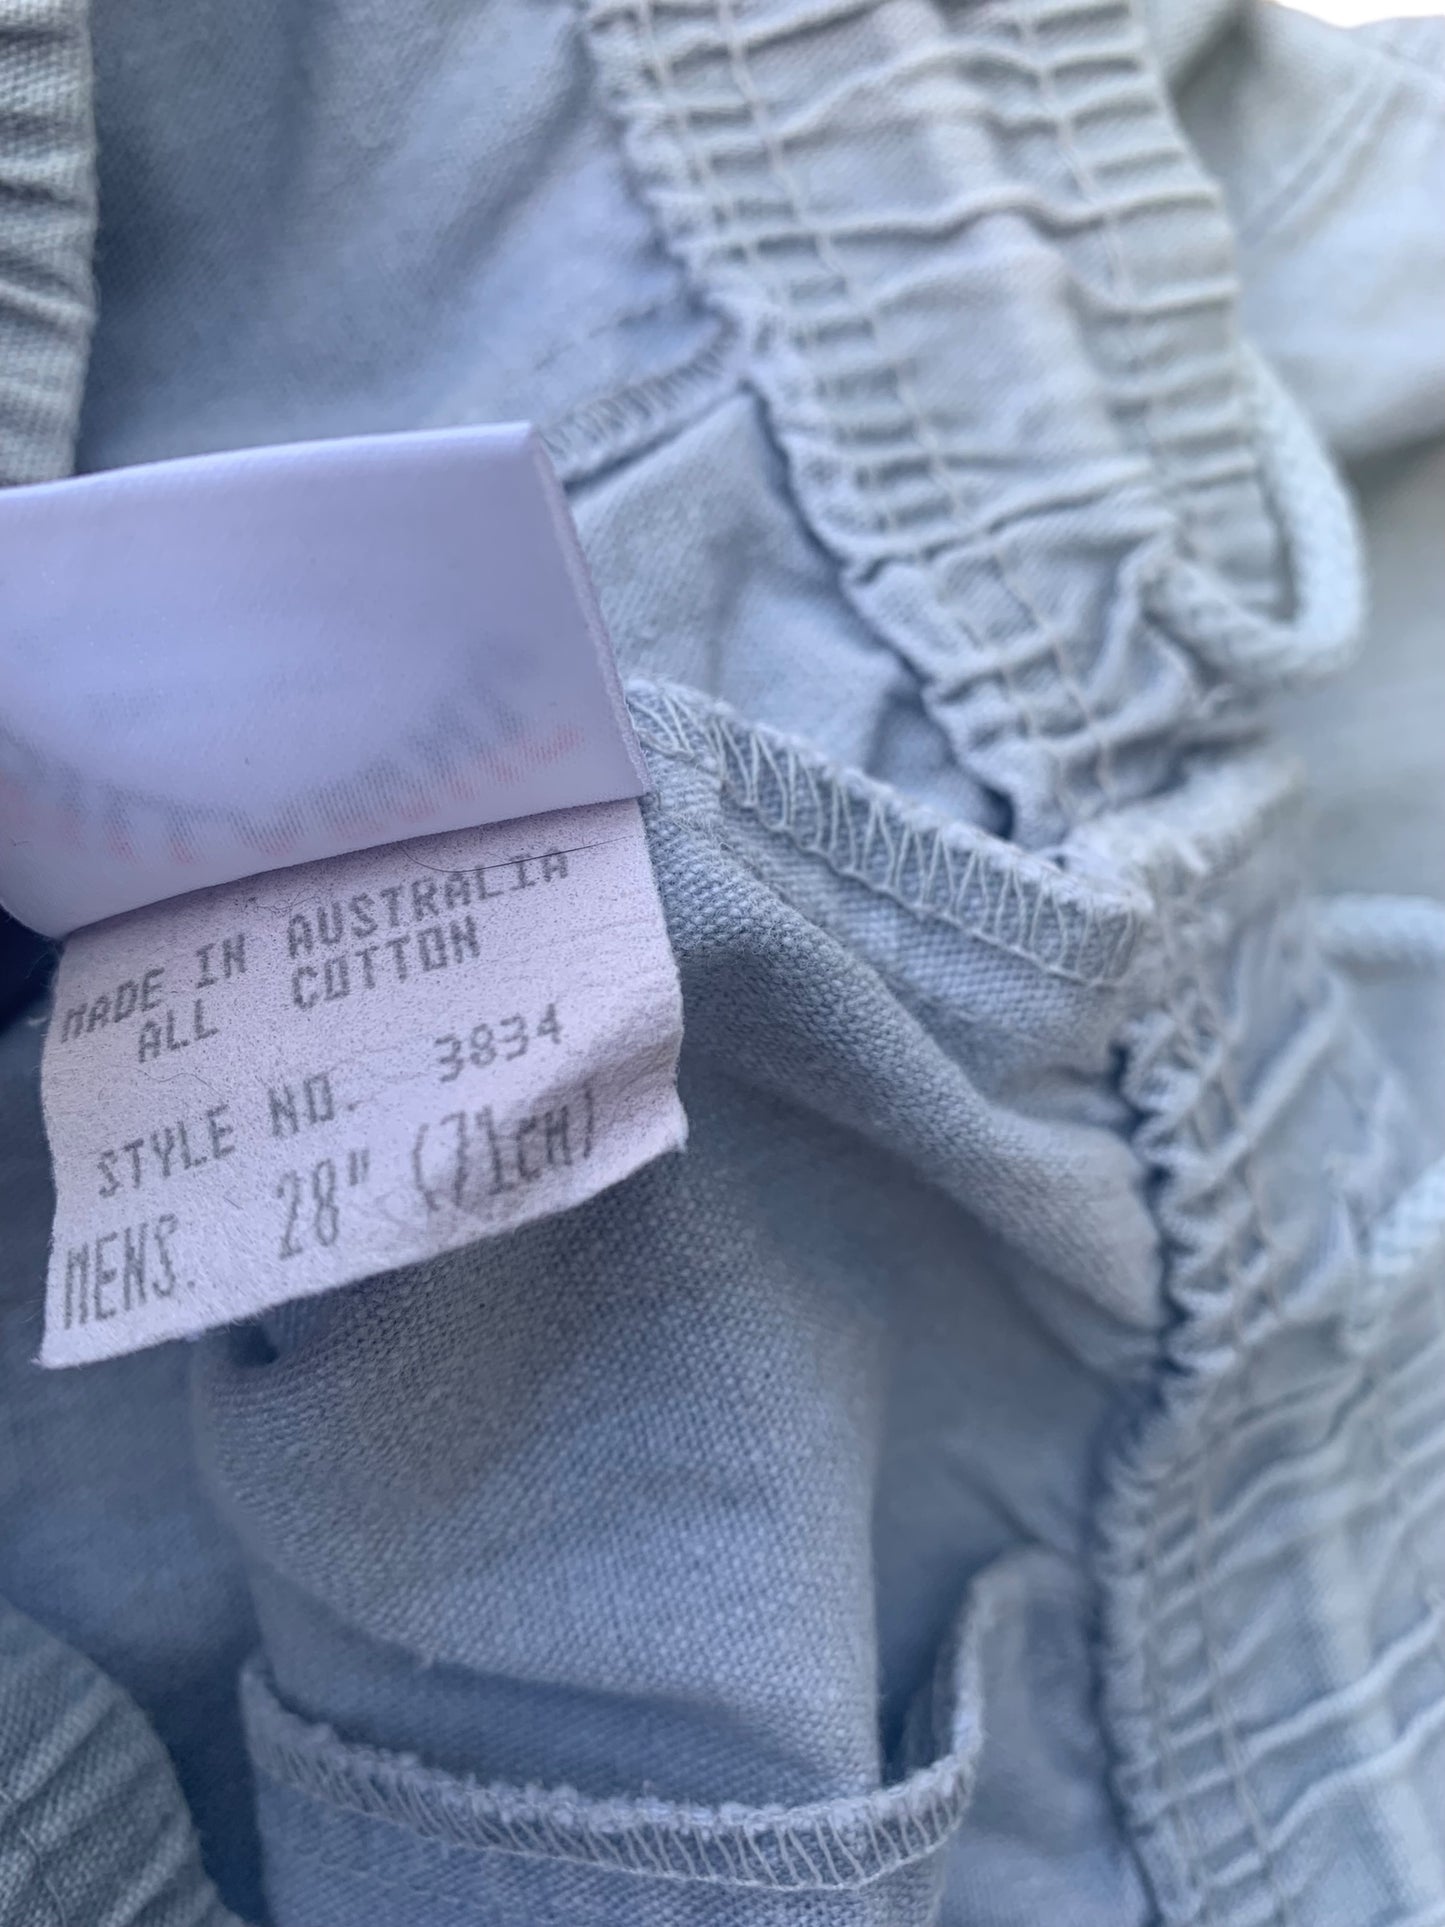 MADE IN AUSTRALIA
ALL COTTON
STYLE NO. 3834
MENS. 28" (71CM)